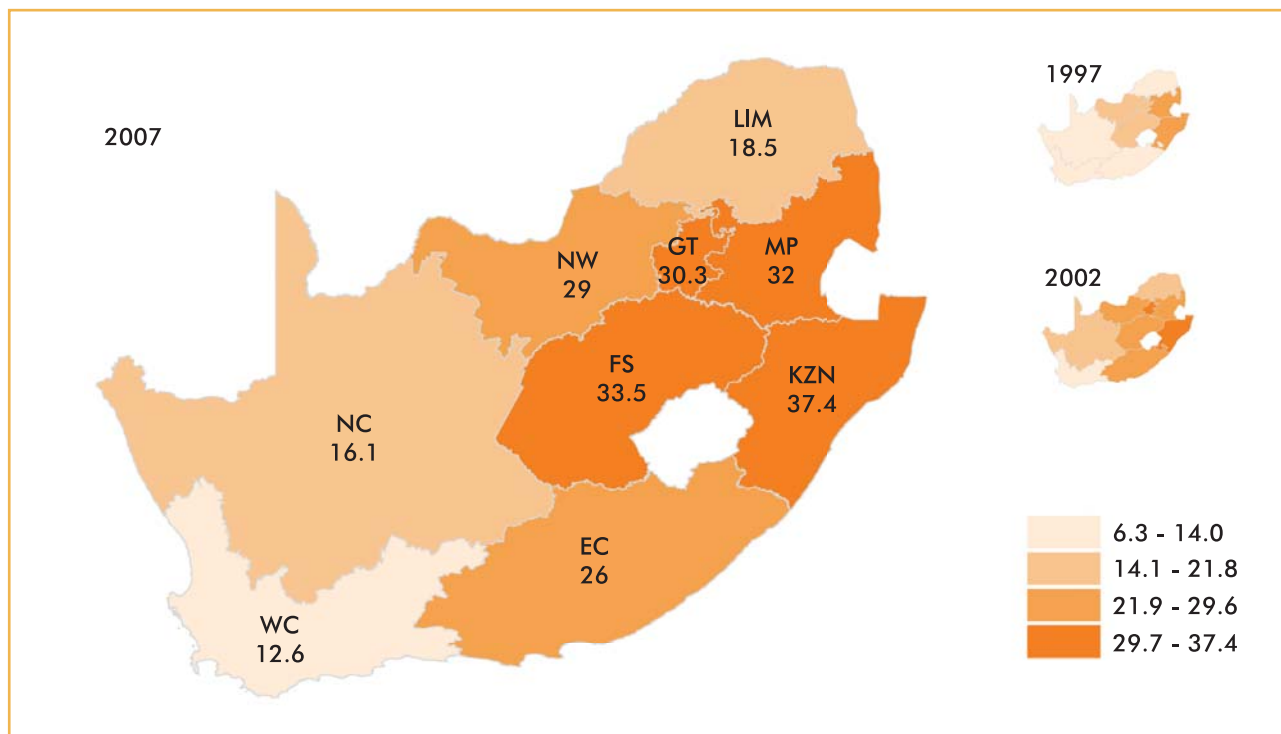 2007
LIM
18.5
NW
29
GT
30.3
MP
32
FS
33.5
KZN
37.4
NC
16.1
EC
26
WC
12.6
1997
2002
6.3 - 14.0
14.1 - 21.8
21.9 - 29.6
29.7 - 37.4